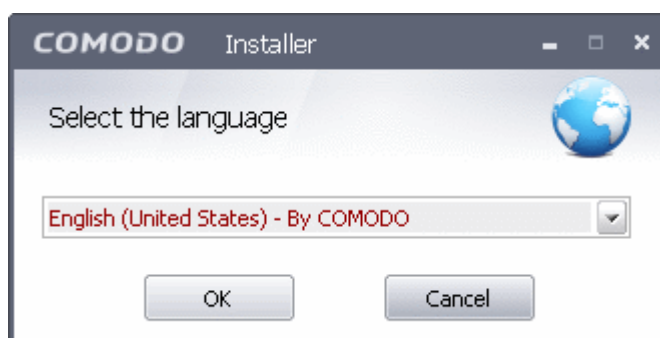 COMODO Installer
Select the language
English (United States) - By COMODO
OK Cancel